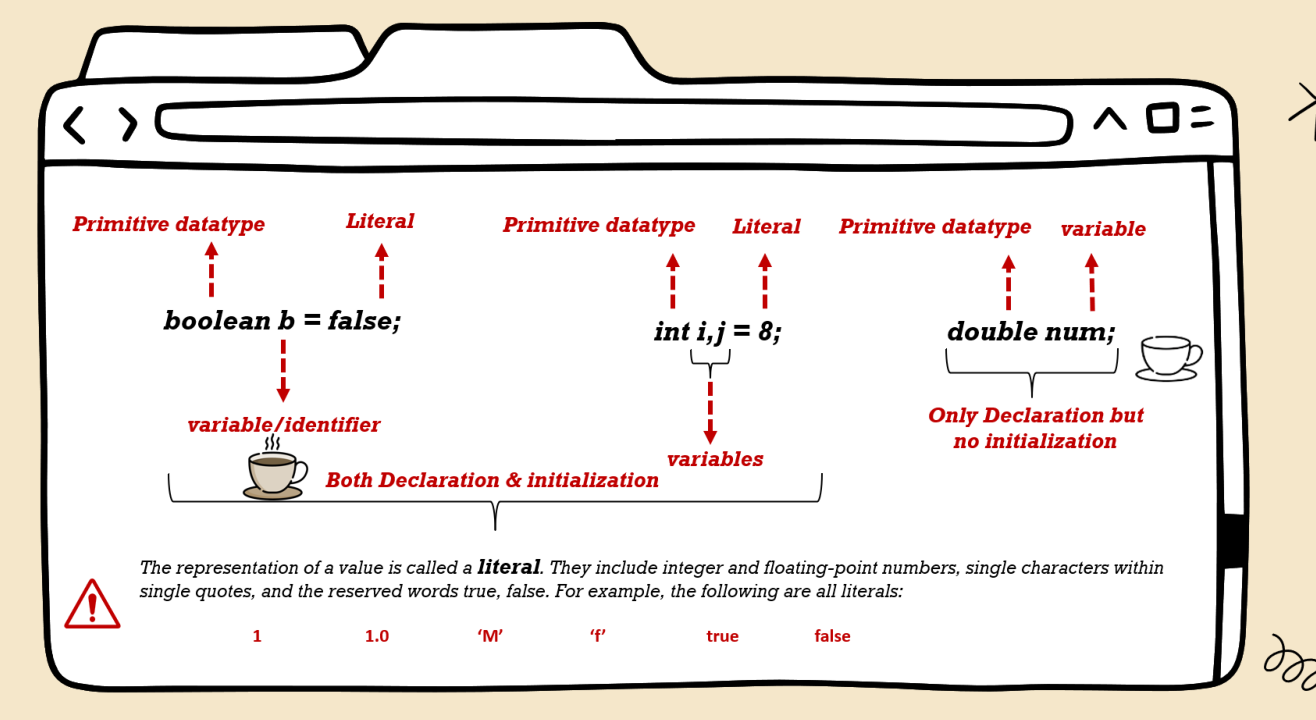 Primitive datatype
Literal
boolean b = false;
variable/identifier
Primitive datatype
Literal
int i,j = 8;
variables
Both Declaration & initialization
Primitive datatype
variable
double num;
Only Declaration but
no initialization
The representation of a value is called a literal. They include integer and floating-point numbers, single characters within
single quotes, and the reserved words true, false. For example, the following are all literals:
1 1.0 ‘M’ ‘f’ true false